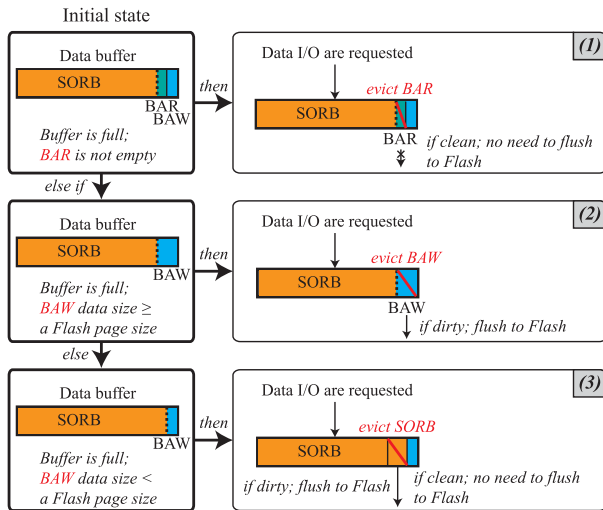 Initial state
Data buffer
SORB
BAR
BAW
Buffer is full;
BAR is not empty
then
(1)
Data I/O are requested
evict BAR
BAR
if clean; no need to flush
to Flash
else if
Data buffer
SORB
BAW
Buffer is full;
BAW data size ≥
a Flash page size
then
(2)
Data I/O are requested
evict BAW
SORB
BAW
if dirty; flush to Flash
else
Data buffer
SORB
BAW
Buffer is full;
BAW data size <
a Flash page size
then
(3)
Data I/O are requested
evict SORB
SORB
if dirty; flush to Flash
if clean; no need to flush
to Flash